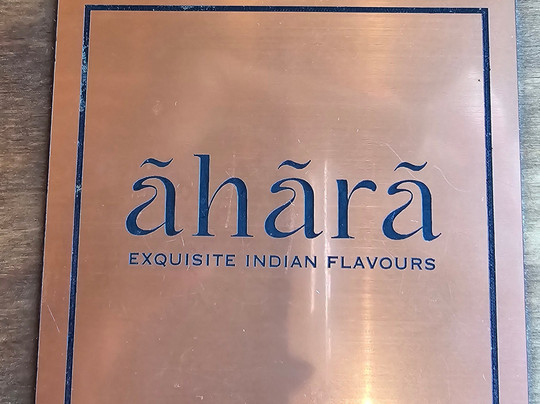 ãhãrã
EXQUISITE INDIAN FLAVOURS